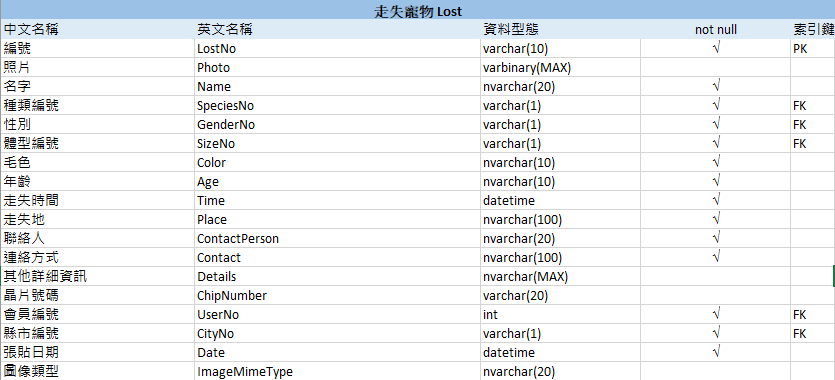 走失寵物 Lost
中文名稱 英文名稱 資料型態 not null 索引鍵
編號 LostNo varchar(10) √ PK
照片 Photo varbinary(MAX)
名字 Name nvarchar(20) √
種類編號 SpeciesNo varchar(1) √ FK
性別 GenderNo varchar(1) √ FK
體型編號 SizeNo varchar(1) √ FK
毛色 Color nvarchar(10) √
年齡 Age nvarchar(10) √
走失時間 Time datetime √
走失地 Place nvarchar(100) √
聯絡人 ContactPerson nvarchar(20) √
連絡方式 Contact nvarchar(100) √
其他詳細資訊 Details nvarchar(MAX)
晶片號碼 ChipNumber varchar(20)
會員編號 UserNo int √ FK
縣市編號 CityNo varchar(1) √ FK
張貼日期 Date datetime √
圖像類型 ImageMimeType nvarchar(20)